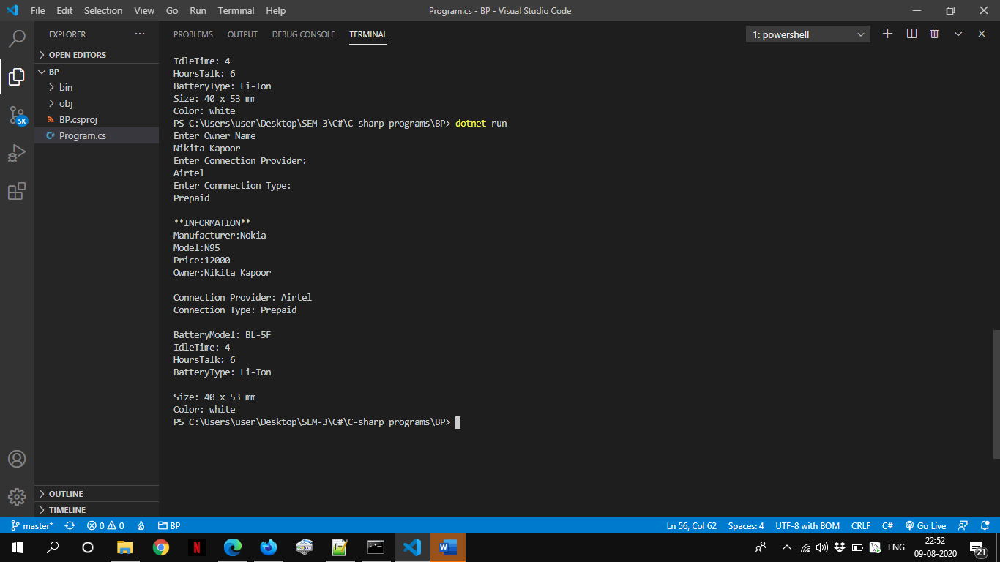 File Edit Selection View Go Run Terminal Help Program.cs - BP - Visual Studio Code
EXPLORER
PROBLEMS OUTPUT DEBUG CONSOLE TERMINAL 1: powershell
OPEN EDITORS
BP
bin
obj
BP.csproj
C# Program.cs
5K
OUTLINE
TIMELINE
IdleTime: 4
HoursTalk: 6
BatteryType: Li-Ion
Size: 40 x 53 mm
Color: white
PS C:\Users\user\Desktop\SEM-3\C#\C-sharp programs\BP> dotnet run
Enter Owner Name
Nikita Kapoor
Enter Connection Provider:
Airtel
Enter Connnection Type:
Prepaid
**INFORMATION**
Manufacturer:Nokia
Model:N95
Price:12000
Owner:Nikita Kapoor
Connection Provider: Airtel
Connection Type: Prepaid
BatteryModel: BL-5F
IdleTime: 4
HoursTalk: 6
BatteryType: Li-Ion
Size: 40 x 53 mm
Color: white
PS C:\Users\user\Desktop\SEM-3\C#\C-sharp programs\BP>
master* 0 0 BP Ln 56, Col 62 Spaces: 4 UTF-8 with BOM CRLF C# Go Live
N ENG 22:52
09-08-2020 21